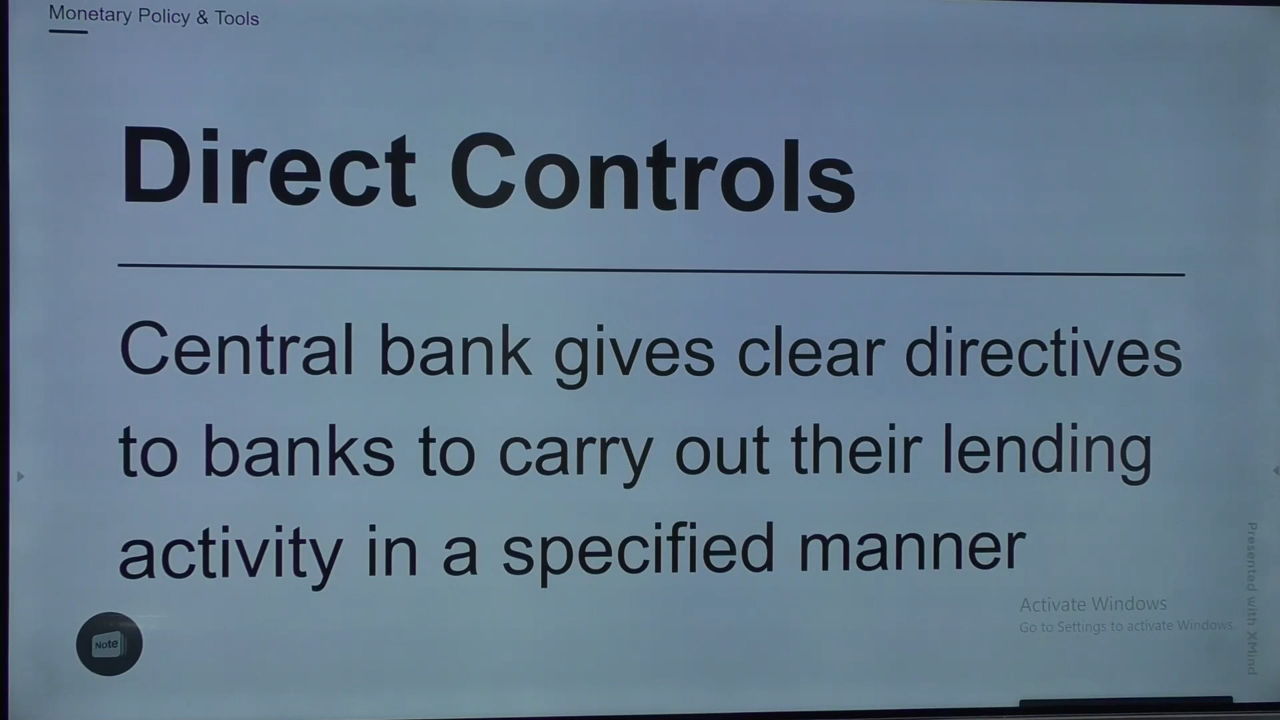 Monetary Policy & Tools
Direct Controls
Central bank gives clear directives
to banks to carry out their lending
activity in a specified manner
Note
Activate Windows
Go to Settings to activate Windows.
Presented with XMind